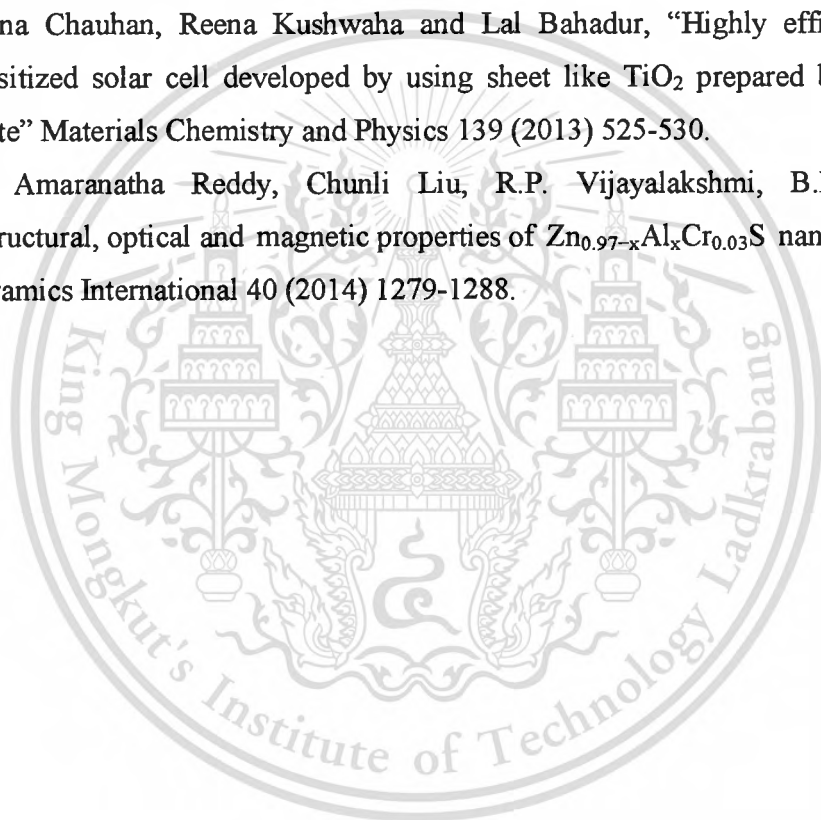 na Chauhan, Reena Kushwaha and Lal Bahadur, “Highly effi
sitized solar cell developed by using sheet like TiO₂ prepared b
te” Materials Chemistry and Physics 139 (2013) 525-530.
Amaranatha Reddy, Chunli Liu, R.P. Vijayalakshmi, B.
ructural, optical and magnetic properties of Zn₀.₉₇₋ₓAlₓCr₀.₀₃S nan
ramics International 40 (2014) 1279-1288.
King Mongkut's Institute of Technology Ladkrabang